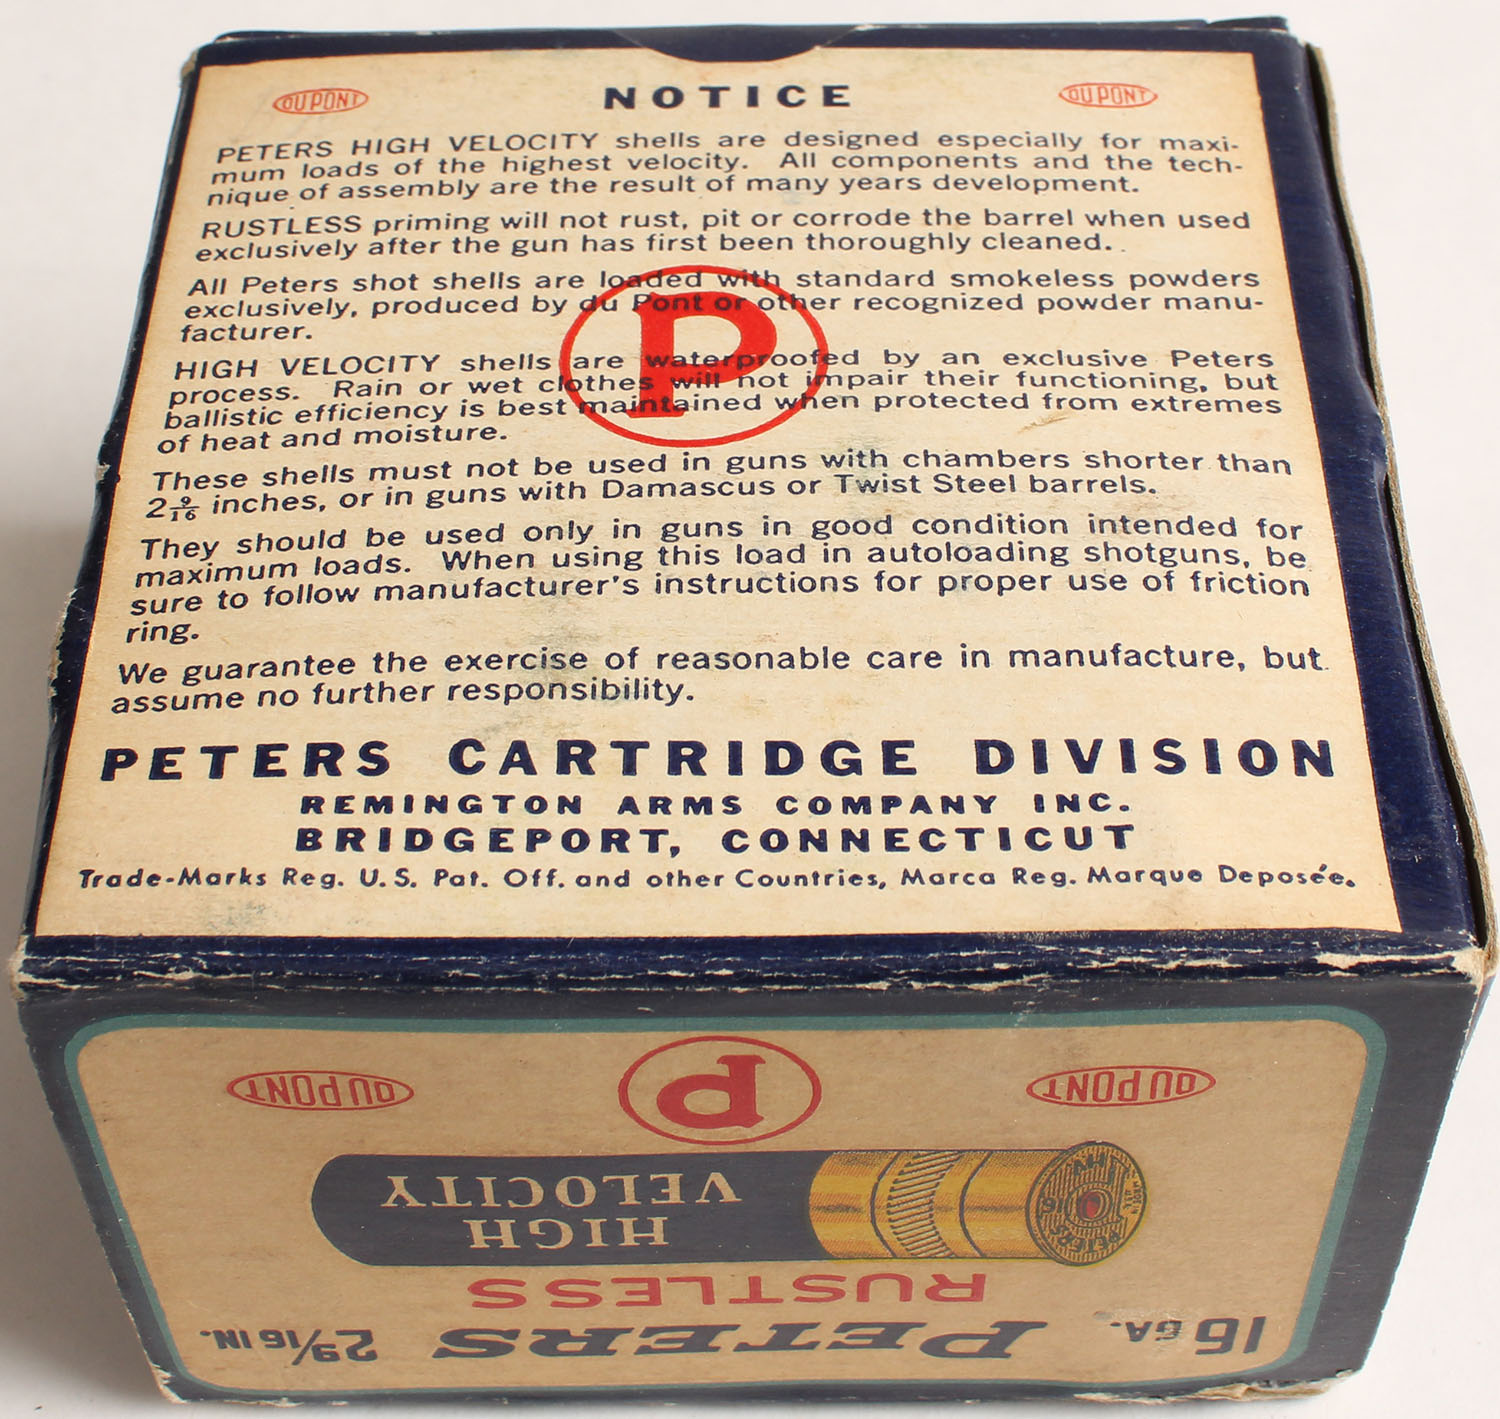 DU PONT NOTICE DU PONT
PETERS HIGH VELOCITY shells are designed especially for maxi-
mum loads of the highest velocity. All components and the tech-
nique of assembly are the result of many years development.
RUSTLESS priming will not rust, pit or corrode the barrel when used
exclusively after the gun has first been thoroughly cleaned.
All Peters shot shells are loaded with standard smokeless powders
exclusively, produced by du Pont or other recognized powder manu-
facturer.
P
HIGH VELOCITY shells are waterproofed by an exclusive Peters
process. Rain or wet clothes will not impair their functioning, but
ballistic efficiency is best maintained when protected from extremes
of heat and moisture.
These shells must not be used in guns with chambers shorter than
2 9/16 inches, or in guns with Damascus or Twist Steel barrels.
They should be used only in guns in good condition intended for
maximum loads. When using this load in autoloading shotguns, be
sure to follow manufacturer's instructions for proper use of friction
ring.
We guarantee the exercise of reasonable care in manufacture, but
assume no further responsibility.
PETERS CARTRIDGE DIVISION
REMINGTON ARMS COMPANY INC.
BRIDGEPORT, CONNECTICUT
Trade-Marks Reg. U.S. Pat. Off. and other Countries, Marca Reg. Marque Deposée.
16 GA. PETERS 2 9/16 IN.
RUSTLESS
HIGH
VELOCITY
DU PONT P DU PONT